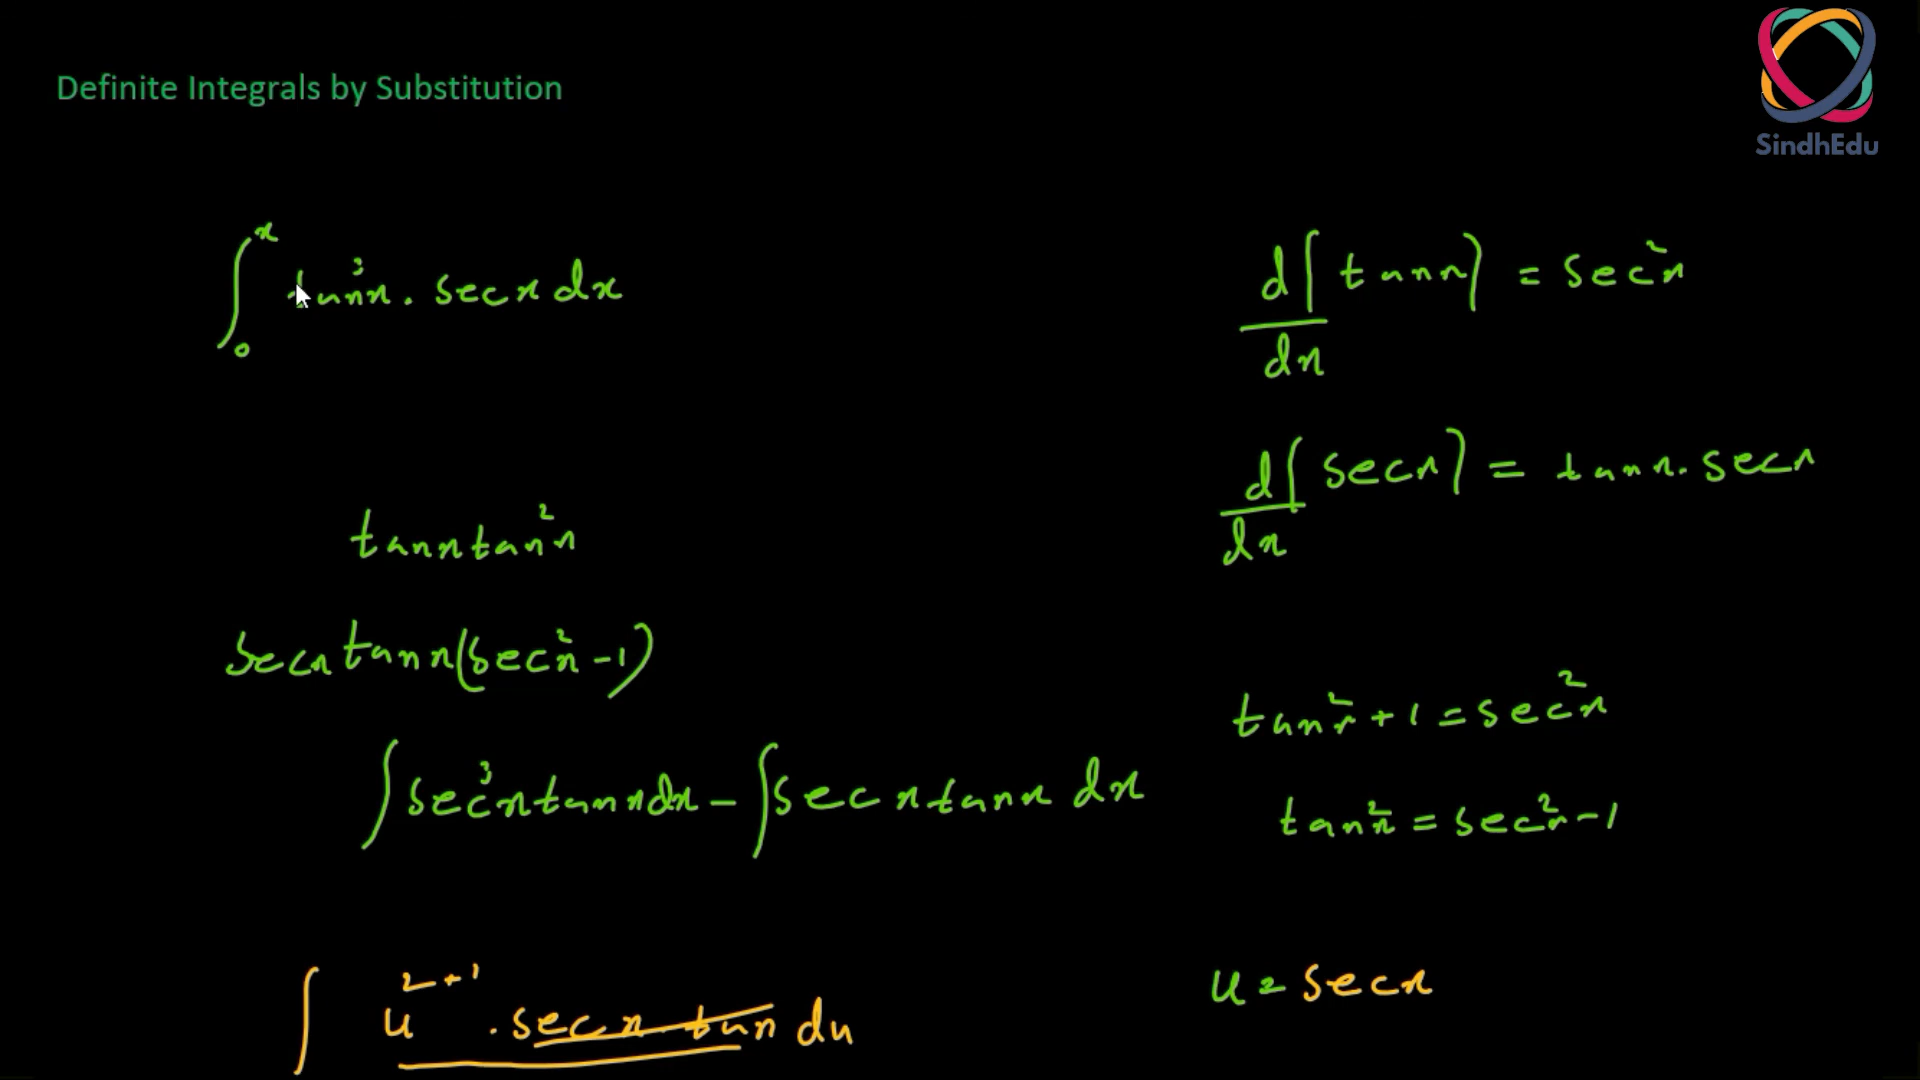 Definite Integrals by Substitution
SindhEdu
∫₀ˣ tan³x . secx dx
d/dx [tanx] = sec²x
d/dx [secx] = tanx . secx
tanx tan²x
secx tanx (sec²x - 1)
tan²x + 1 = sec²x
∫ sec³x tanx dx - ∫ secx tanx dx
tan²x = sec²x - 1
u = secx
∫ u²⁺¹ . secx tan du